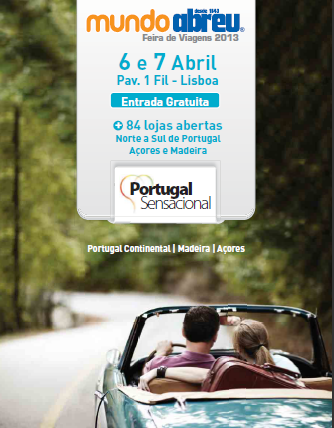 desde 1840
mundo abreu®
Feira de Viagens 2013
6 e 7 Abril
Pav. 1 Fil - Lisboa
Entrada Gratuita
84 lojas abertas
Norte a Sul de Portugal
Açores e Madeira
Portugal
Sensacional
Portugal Continental | Madeira | Açores